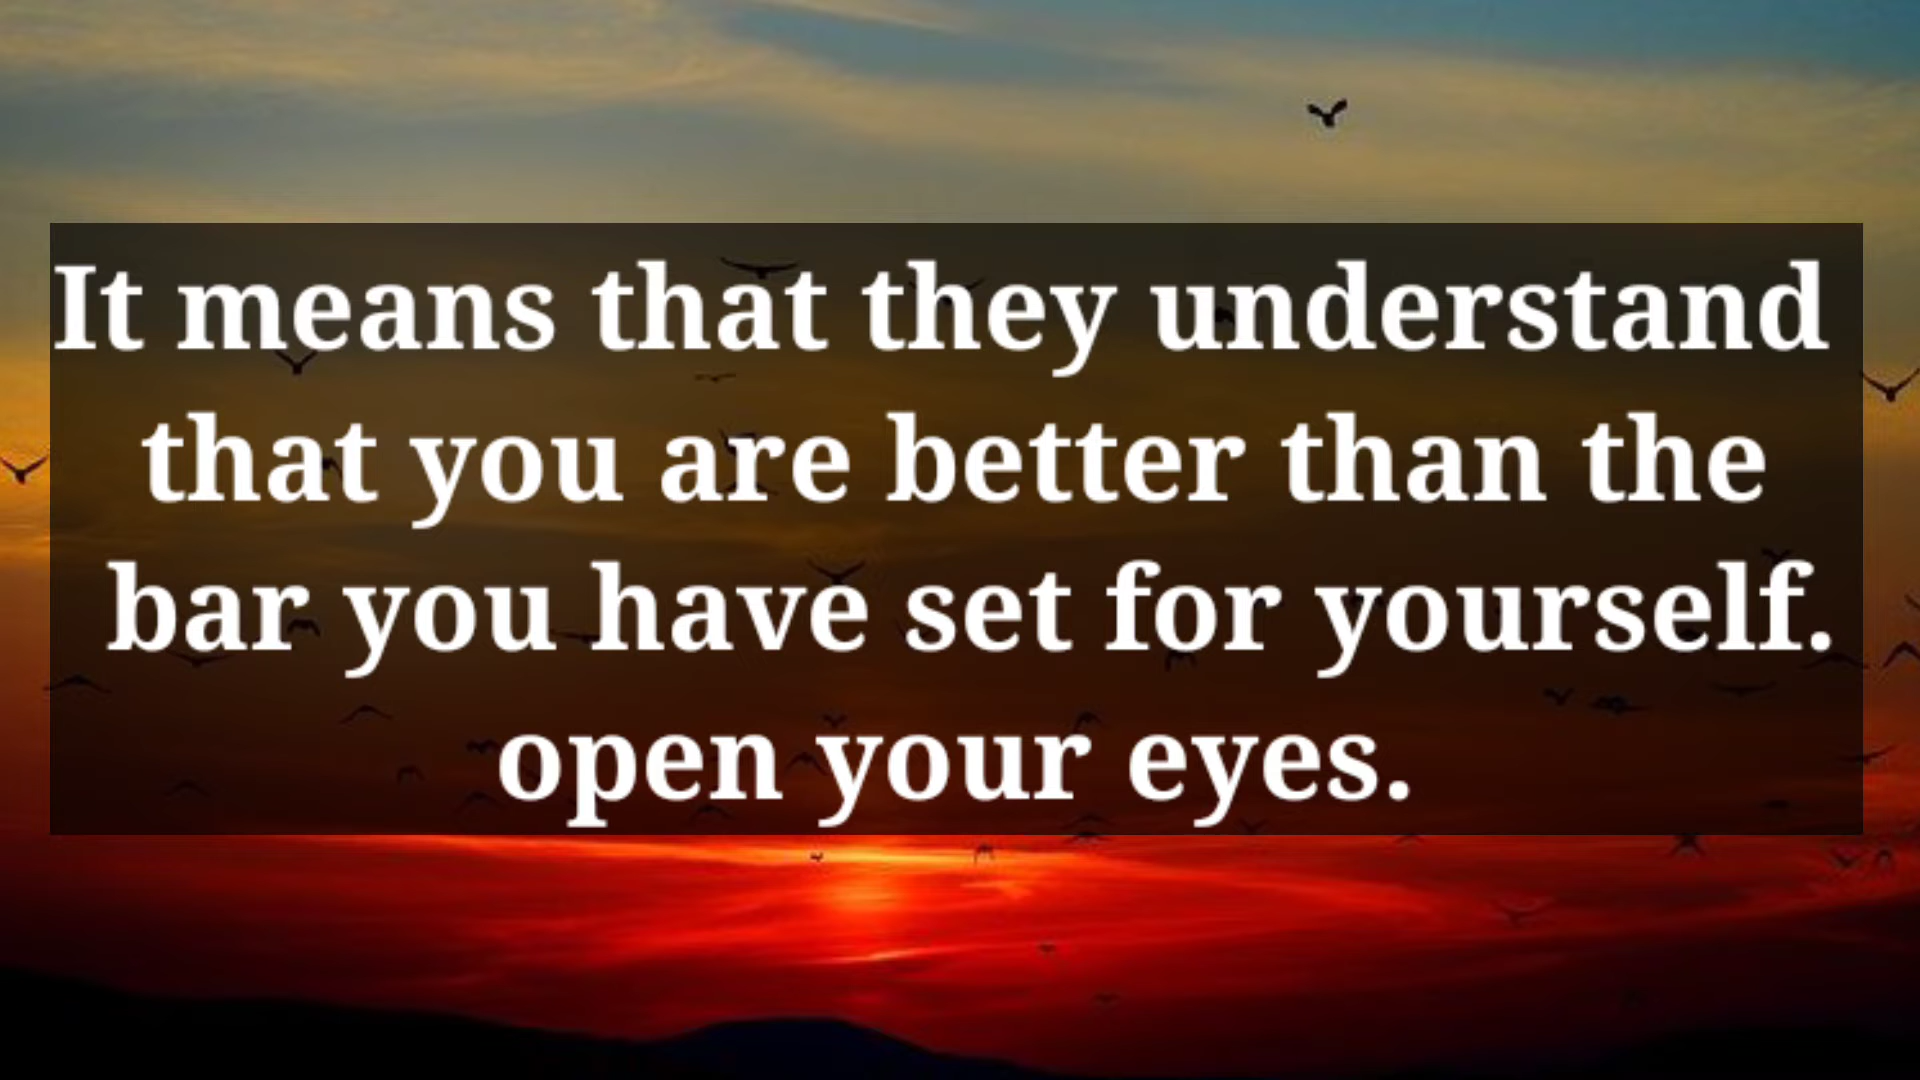 It means that they understand
that you are better than the
bar you have set for yourself.
open your eyes.